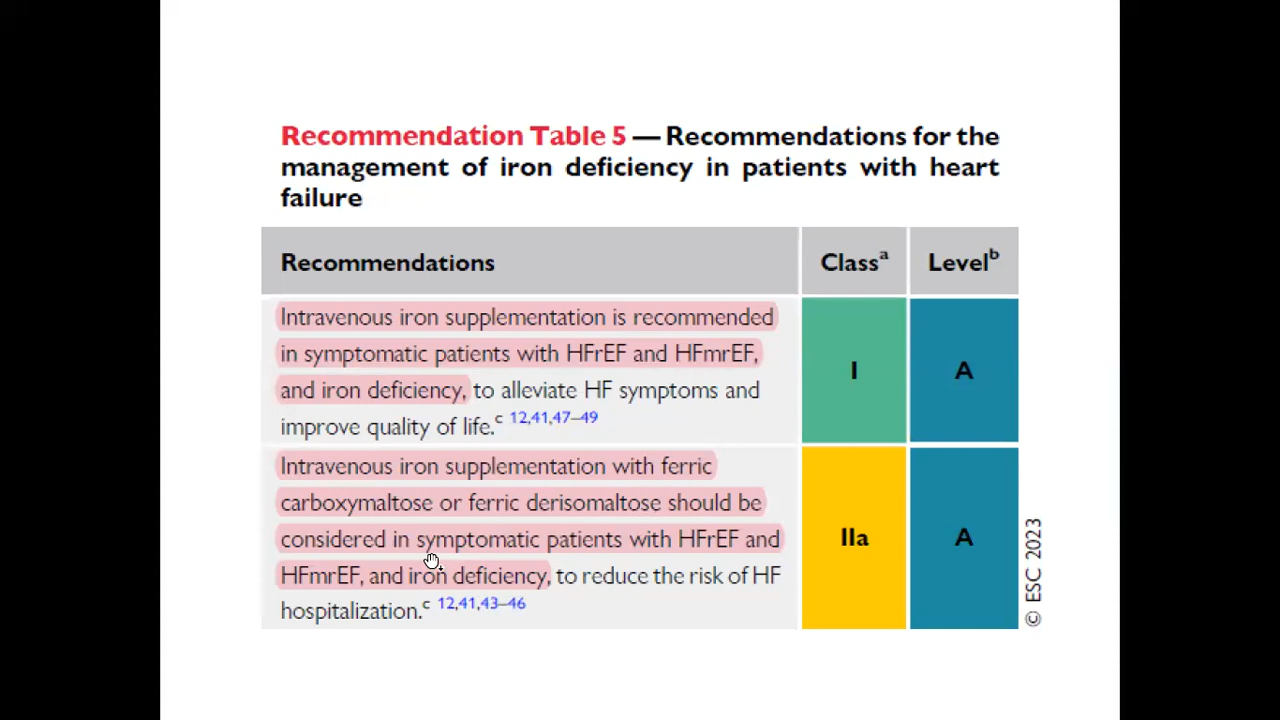 Recommendation Table 5 — Recommendations for the
management of iron deficiency in patients with heart
failure
Recommendations Classᵃ Levelᵇ
Intravenous iron supplementation is recommended
in symptomatic patients with HFrEF and HFmrEF,
and iron deficiency, to alleviate HF symptoms and
improve quality of life.ᶜ 12,41,47–49
I A
Intravenous iron supplementation with ferric
carboxymaltose or ferric derisomaltose should be
considered in symptomatic patients with HFrEF and
HFmrEF, and iron deficiency, to reduce the risk of HF
hospitalization.ᶜ 12,41,43–46
IIa A
© ESC 2023